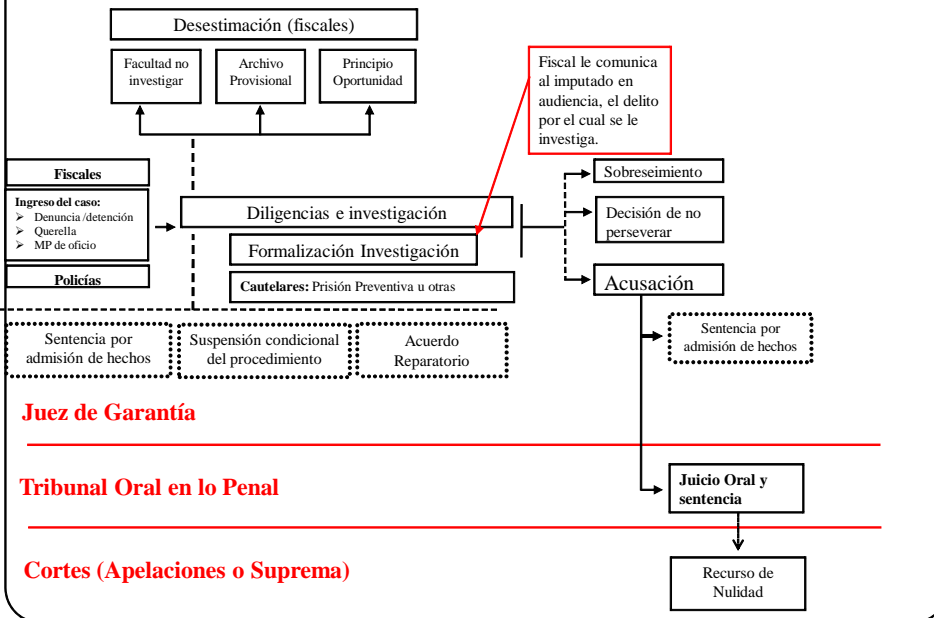 Desestimación (fiscales)
Facultad no
investigar
Archivo
Provisional
Principio
Oportunidad
Fiscal le comunica
al imputado en
audiencia, el delito
por el cual se le
investiga.
Fiscales
Ingreso del caso:
➢ Denuncia /detención
➢ Querella
➢ MP de oficio
Policías
Diligencias e investigación
Formalización Investigación
Cautelares: Prisión Preventiva u otras
Sobreseimiento
Decisión de no
perseverar
Acusación
Sentencia por
admisión de hechos
Suspensión condicional
del procedimiento
Acuerdo
Reparatorio
Sentencia por
admisión de hechos
Juez de Garantía
Tribunal Oral en lo Penal
Juicio Oral y
sentencia
Cortes (Apelaciones o Suprema)
Recurso de
Nulidad